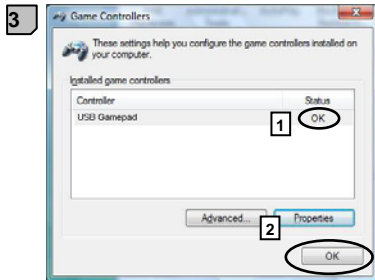 3
Game Controllers
These settings help you configure the game controllers installed on
your computer.
Installed game controllers
Controller Status
USB Gamepad OK
1
Advanced... Properties
2
OK